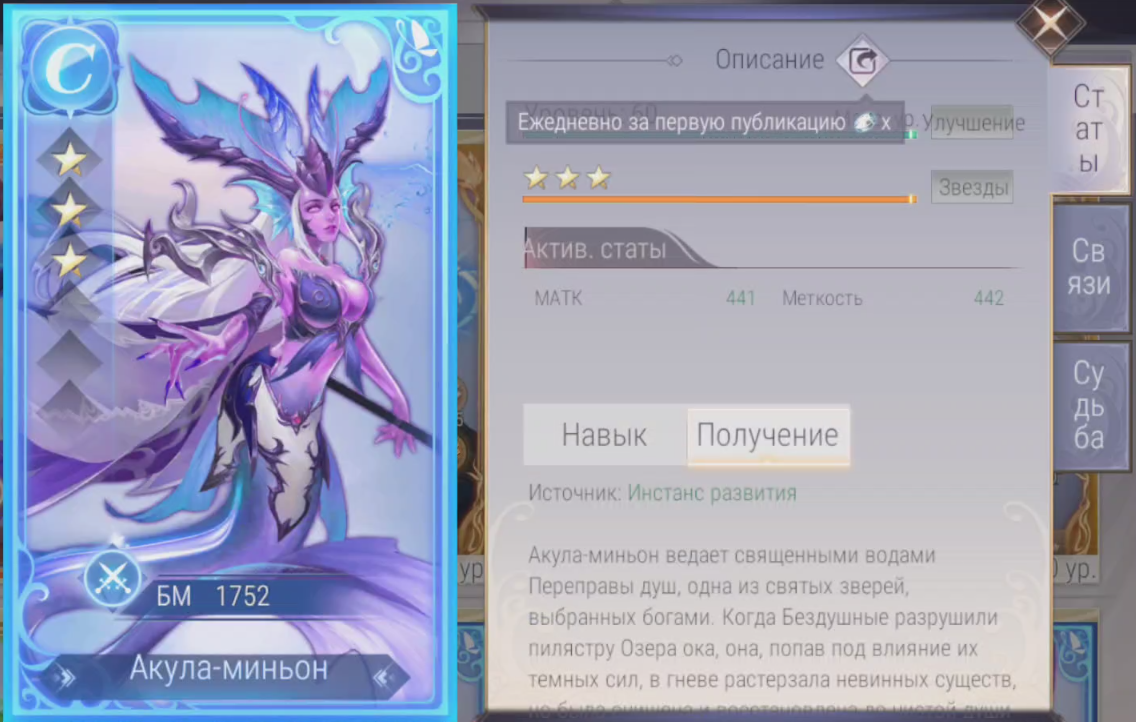 C
БМ 1752
Акула-миньон
Описание
Ежедневно за первую публикацию x
Улучшение
Звезды
Актив. статы
МАТК 441 Меткость 442
Навык Получение
Источник: Инстанс развития
Акула-миньон ведает священными водами
Переправы душ, одна из святых зверей,
выбранных богами. Когда Бездушные разрушили
пилястру Озера ока, она, попав под влияние их
темных сил, в гневе растерзала невинных существ,
Ст
ат
ы
Св
язи
Су
дь
ба
ур.